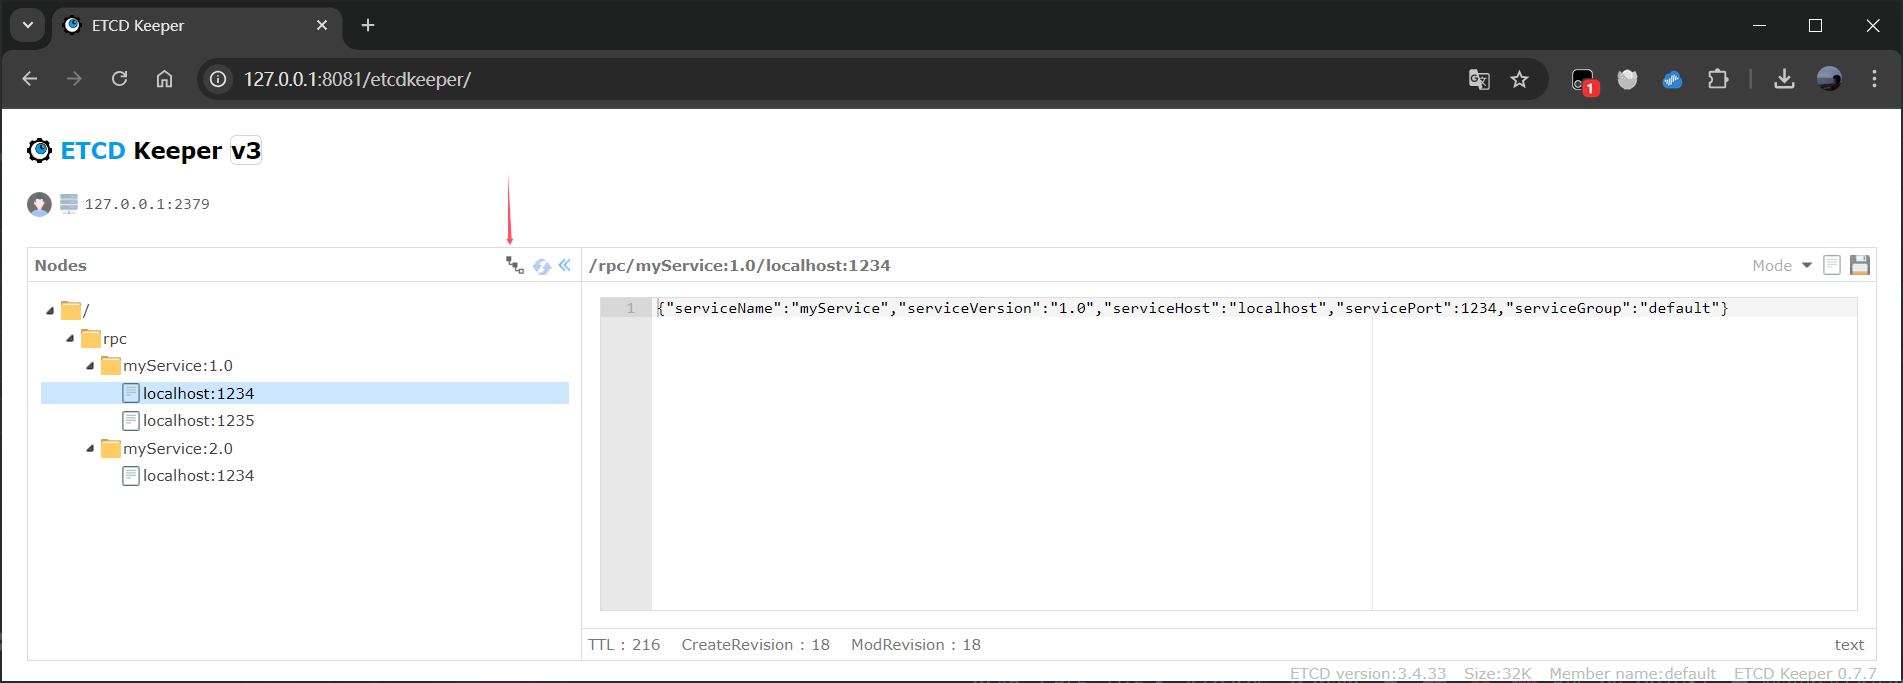 ETCD Keeper
127.0.0.1:8081/etcdkeeper/
1
ETCD Keeper v3
127.0.0.1:2379
Nodes
/rpc/myService:1.0/localhost:1234
Mode
/
rpc
myService:1.0
localhost:1234
localhost:1235
myService:2.0
localhost:1234
1 {"serviceName":"myService","serviceVersion":"1.0","serviceHost":"localhost","servicePort":1234,"serviceGroup":"default"}
TTL : 216 CreateRevision : 18 ModRevision : 18
text
ETCD version:3.4.33 Size:32K Member name:default ETCD Keeper 0.7.7